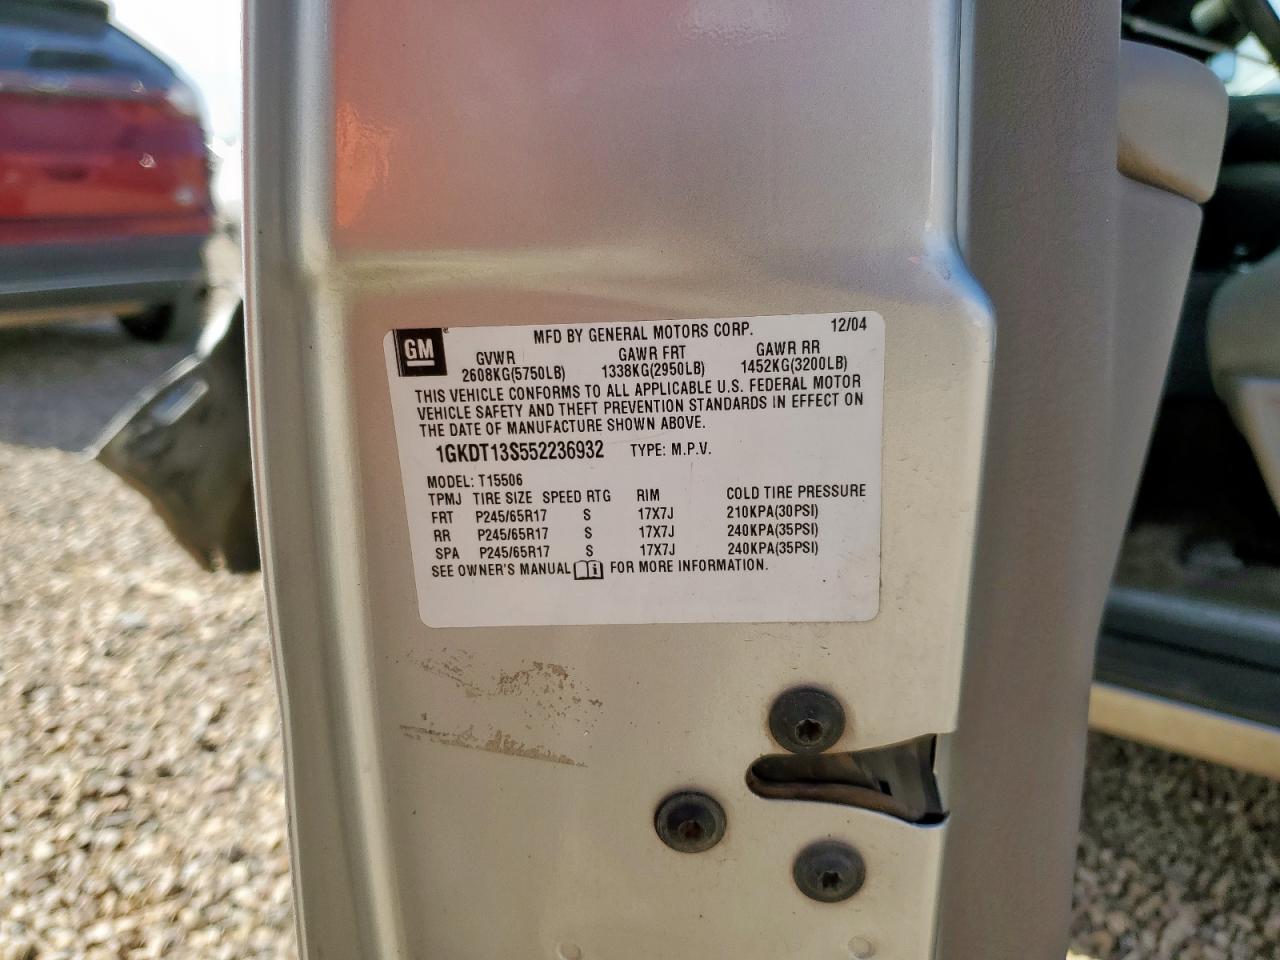 GM MFD BY GENERAL MOTORS CORP. 12/04
GVWR GAWR FRT GAWR RR
2608KG(5750LB) 1338KG(2950LB) 1452KG(3200LB)
THIS VEHICLE CONFORMS TO ALL APPLICABLE U.S. FEDERAL MOTOR
VEHICLE SAFETY AND THEFT PREVENTION STANDARDS IN EFFECT ON
THE DATE OF MANUFACTURE SHOWN ABOVE.
1GKDT13S552236932 TYPE: M.P.V.
MODEL: T15506
TPMJ TIRE SIZE SPEED RTG RIM COLD TIRE PRESSURE
FRT P245/65R17 S 17X7J 210KPA(30PSI)
RR P245/65R17 S 17X7J 240KPA(35PSI)
SPA P245/65R17 S 17X7J 240KPA(35PSI)
SEE OWNER'S MANUAL i FOR MORE INFORMATION.